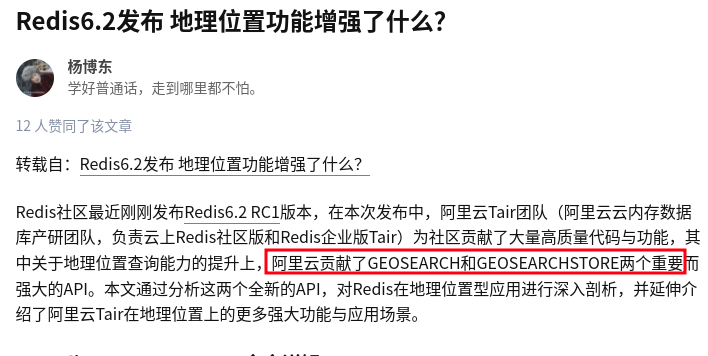 Redis6.2发布 地理位置功能增强了什么?
杨博东
学好普通话，走到哪里都不怕。
12 人赞同了该文章
转载自：Redis6.2发布 地理位置功能增强了什么？
Redis社区最近刚刚发布Redis6.2 RC1版本，在本次发布中，阿里云Tair团队（阿里云云内存数据
库产研团队，负责云上Redis社区版和Redis企业版Tair）为社区贡献了大量高质量代码与功能，其
中关于地理位置查询能力的提升上，阿里云贡献了GEOSEARCH和GEOSEARCHSTORE两个重要而
强大的API。本文通过分析这两个全新的API，对Redis在地理位置型应用进行深入剖析，并延伸介
绍了阿里云Tair在地理位置上的更多强大功能与应用场景。